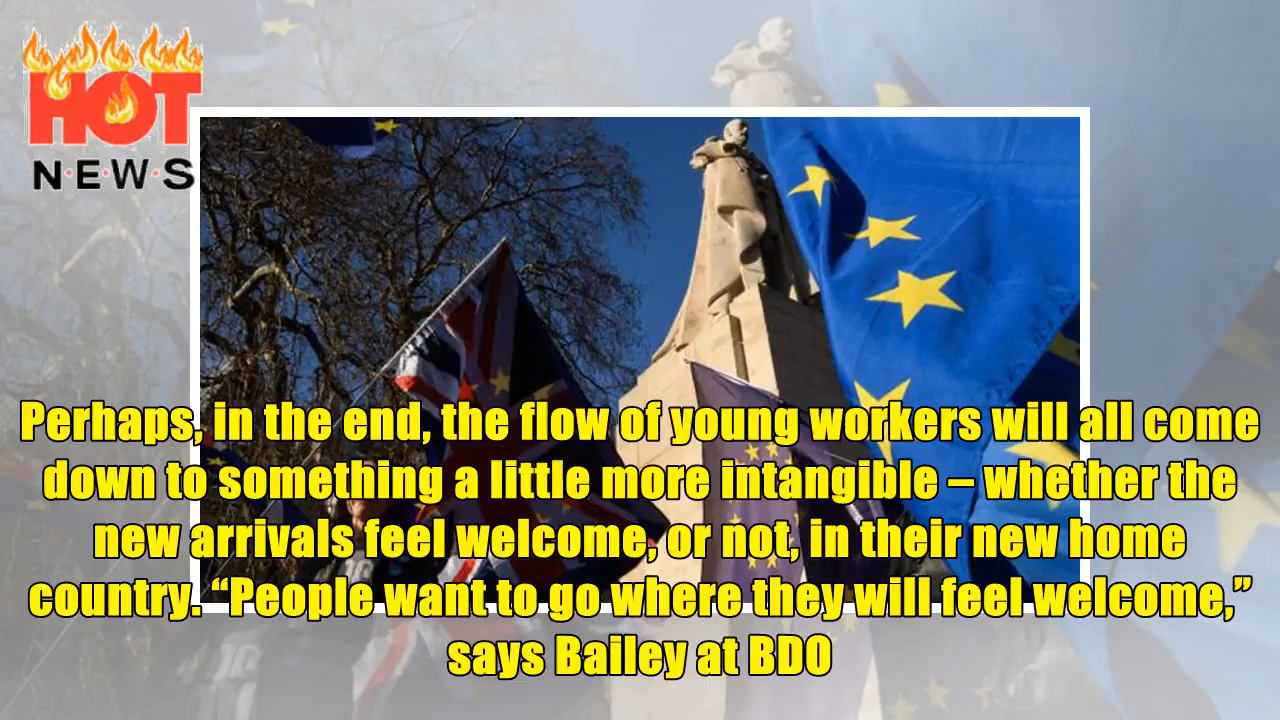 HOT
N·E·W·S
Perhaps, in the end, the flow of young workers will all come
down to something a little more intangible – whether the
new arrivals feel welcome, or not, in their new home
country. “People want to go where they will feel welcome,”
says Bailey at BDO